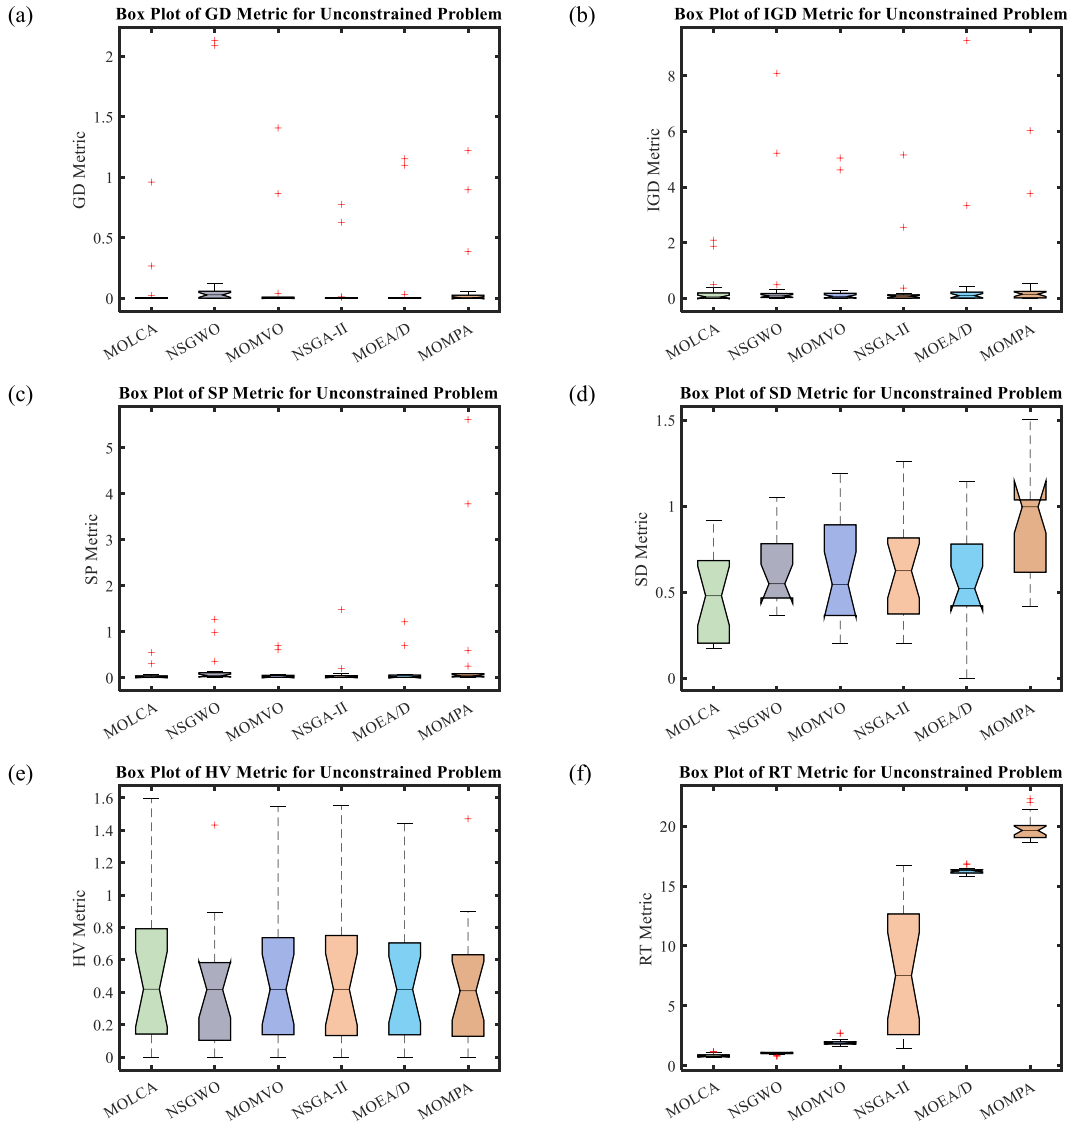 (a)
Box Plot of GD Metric for Unconstrained Problem
GD Metric
2
1.5
1
0.5
0
MOLCA
NSGWO
MOMVO
NSGA-II
MOEA/D
MOMPA
(b)
Box Plot of IGD Metric for Unconstrained Problem
IGD Metric
8
6
4
2
0
MOLCA
NSGWO
MOMVO
NSGA-II
MOEA/D
MOMPA
(c)
Box Plot of SP Metric for Unconstrained Problem
SP Metric
5
4
3
2
1
0
MOLCA
NSGWO
MOMVO
NSGA-II
MOEA/D
MOMPA
(d)
Box Plot of SD Metric for Unconstrained Problem
SD Metric
1.5
1
0.5
0
MOLCA
NSGWO
MOMVO
NSGA-II
MOEA/D
MOMPA
(e)
Box Plot of HV Metric for Unconstrained Problem
HV Metric
1.6
1.4
1.2
1
0.8
0.6
0.4
0.2
0
MOLCA
NSGWO
MOMVO
NSGA-II
MOEA/D
MOMPA
(f)
Box Plot of RT Metric for Unconstrained Problem
RT Metric
20
15
10
5
0
MOLCA
NSGWO
MOMVO
NSGA-II
MOEA/D
MOMPA